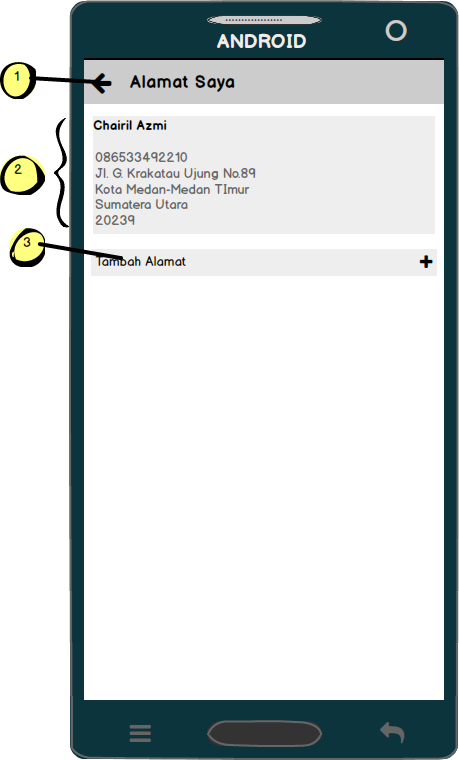 ANDROID
1
Alamat Saya
Chairil Azmi
2
086533492210
Jl. G. Krakatau Ujung No.89
Kota Medan-Medan TImur
Sumatera Utara
20239
3
Tambah Alamat